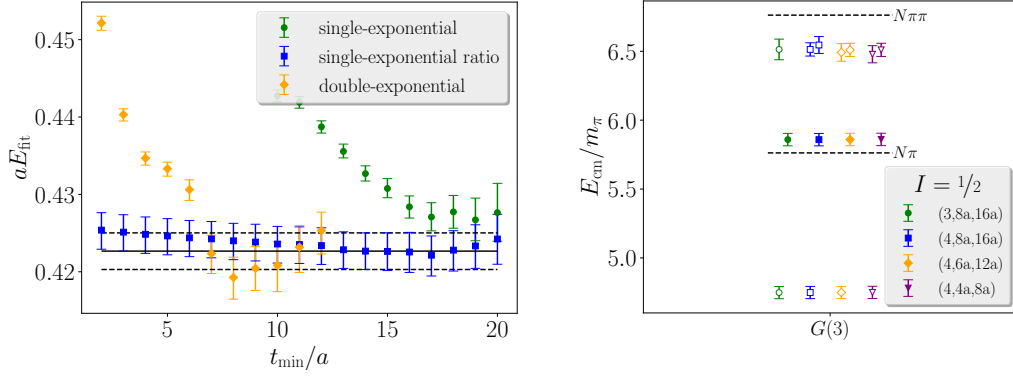 0.45
0.44
0.43
0.42
aE_fit
single-exponential
single-exponential ratio
double-exponential
5
10
15
20
t_min/a
6.5
6.0
5.5
5.0
E_cm/m_π
Nππ
Nπ
I = 1/2
(3,8a,16a)
(4,8a,16a)
(4,6a,12a)
(4,4a,8a)
G(3)